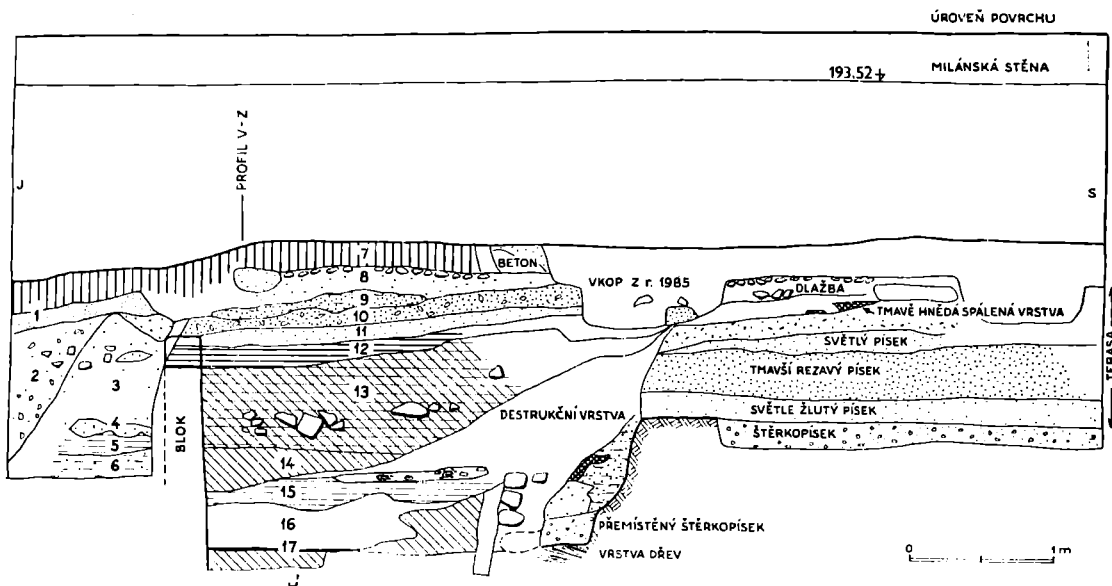 ÚROVEŇ POVRCHU
193,52
MILÁNSKÁ STĚNA
PROFIL V-Z
J
S
7
BETON
8
VKOP Z r. 1985
DLAŽBA
9
1
10
TMAVĚ HNĚDÁ SPÁLENÁ VRSTVA
11
SVĚTLÝ PÍSEK
12
TERASA
2
3
13
TMAVŠÍ REZAVÝ PÍSEK
DESTRUKČNÍ VRSTVA
SVĚTLE ŽLUTÝ PÍSEK
4
BLOK
ŠTĚRKOPÍSEK
5
14
6
15
16
PŘEMÍSTĚNÝ ŠTĚRKOPÍSEK
17
VRSTVA DŘEV
0
1m